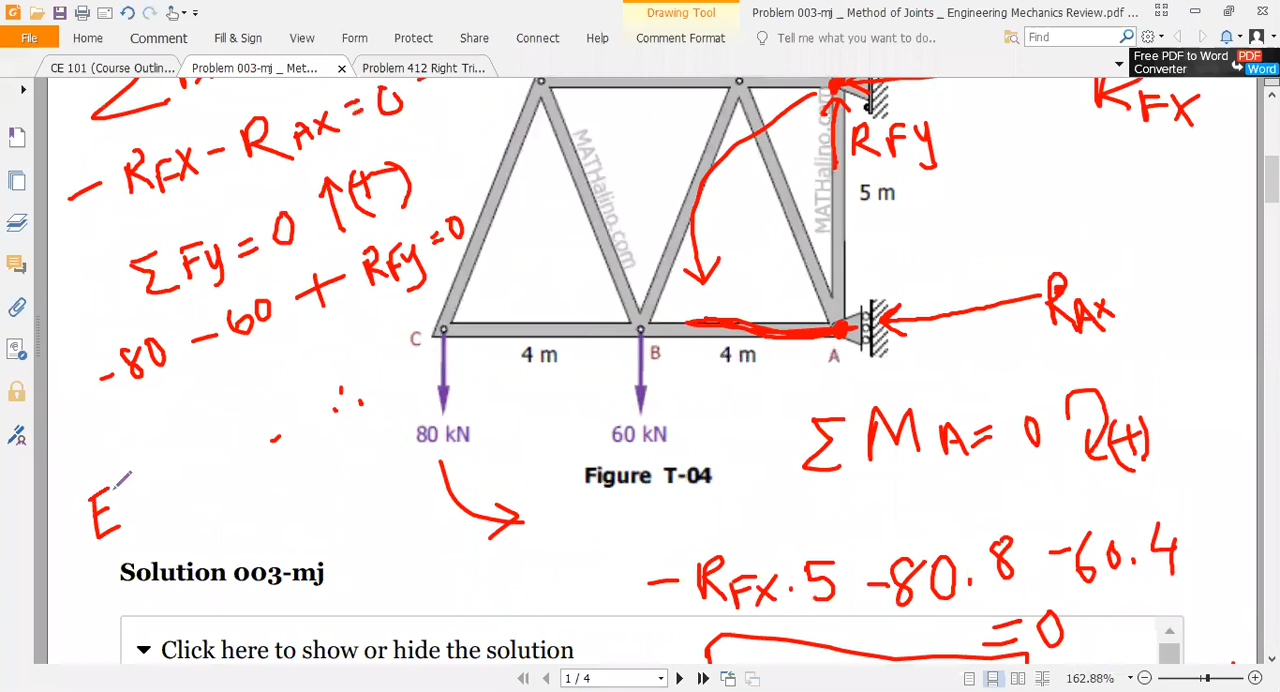 Drawing Tool
Problem 003-mj _ Method of Joints _ Engineering Mechanics Review.pdf ...
File Home Comment Fill & Sign View Form Protect Share Connect Help Comment Format Tell me what you want to do... Find
CE 101 (Course Outlin... Problem 003-mj _ Met... Problem 412 Right Tri...
Free PDF to Word Converter
PDF
Word
- RFX - RAX = 0
RFX
RFY
MATHalino.com
MATHalino.com
5 m
ΣFy = 0 ↑(+)
-80 - 60 + RFy = 0
RAX
C
4 m
B
4 m
A
∴
80 kN
60 kN
ΣMA = 0 (+)
Figure T-04
E
Solution 003-mj
- RFX . 5 - 80 . 8 - 60 . 4
= 0
Click here to show or hide the solution
1 / 4
162.88%